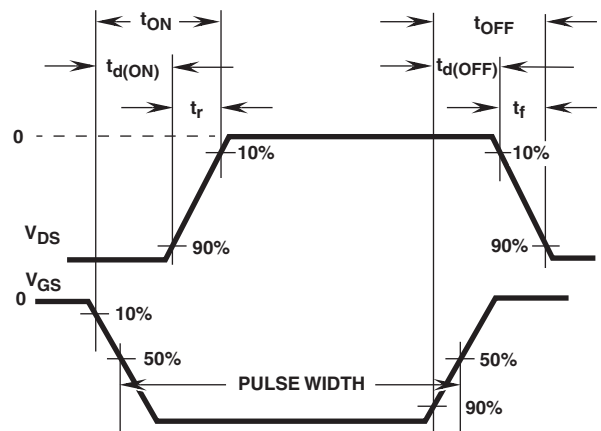 tON tOFF
td(ON) td(OFF)
tr tf
0
10% 10%
VDS 90% 90%
VGS
0
10%
50% 50%
PULSE WIDTH
90%